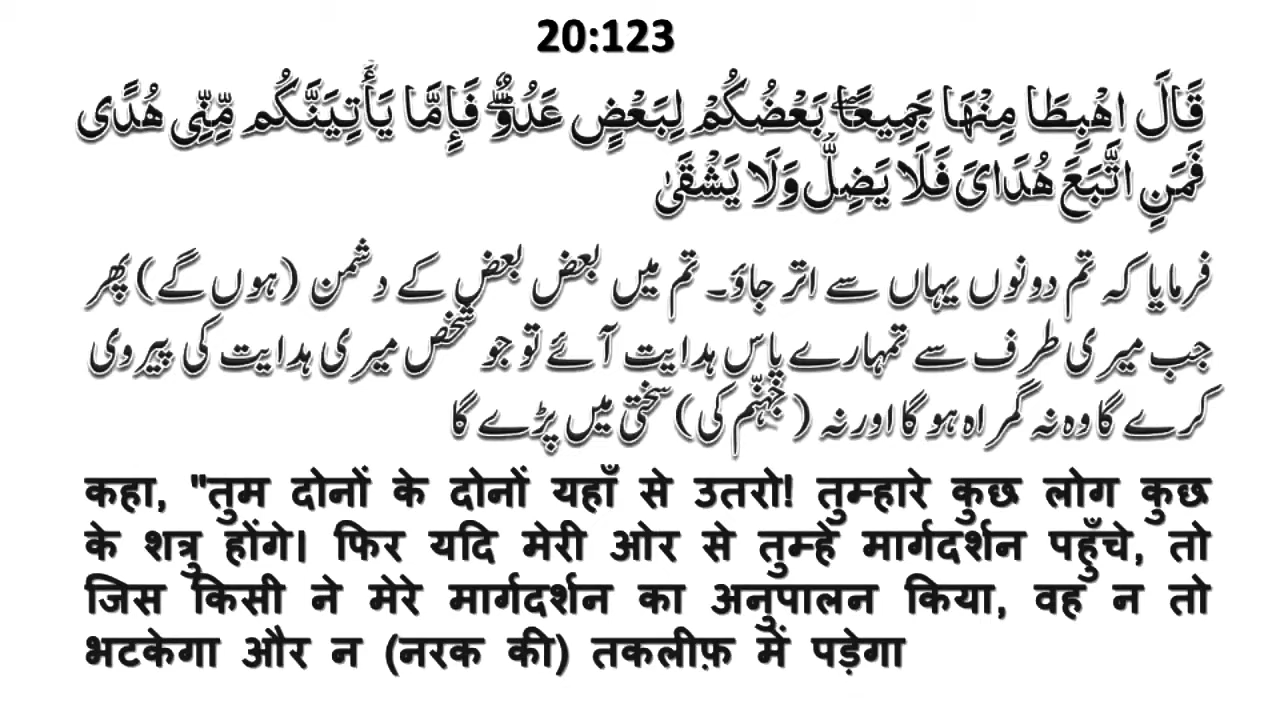 20:123
قَالَ اهْبِطَا مِنْهَا جَمِيعًاۖ بَعْضُكُمْ لِبَعْضٍ عَدُوٌّۖ فَإِمَّا يَأْتِيَنَّكُم مِّنِّي هُدًى
فَمَنِ اتَّبَعَ هُدَاىَ فَلَا يَضِلُّ وَلَا يَشْقَىٰ
فرمایا کہ تم دونوں یہاں سے اتر جاؤ۔ تم میں بعض بعض کے دشمن (ہوں گے) پھر
جب میری طرف سے تمہارے پاس ہدایت آئے تو جو شخص میری ہدایت کی پیروی
کرے گا وہ نہ گمراہ ہو گا اور نہ (جہنّم کی) سختی میں پڑے گا
कहा, "तुम दोनों के दोनों यहाँ से उतरो! तुम्हारे कुछ लोग कुछ
के शत्रु होंगे। फिर यदि मेरी ओर से तुम्हें मार्गदर्शन पहुँचे, तो
जिस किसी ने मेरे मार्गदर्शन का अनुपालन किया, वह न तो
भटकेगा और न (नरक की) तकलीफ़ में पड़ेगा